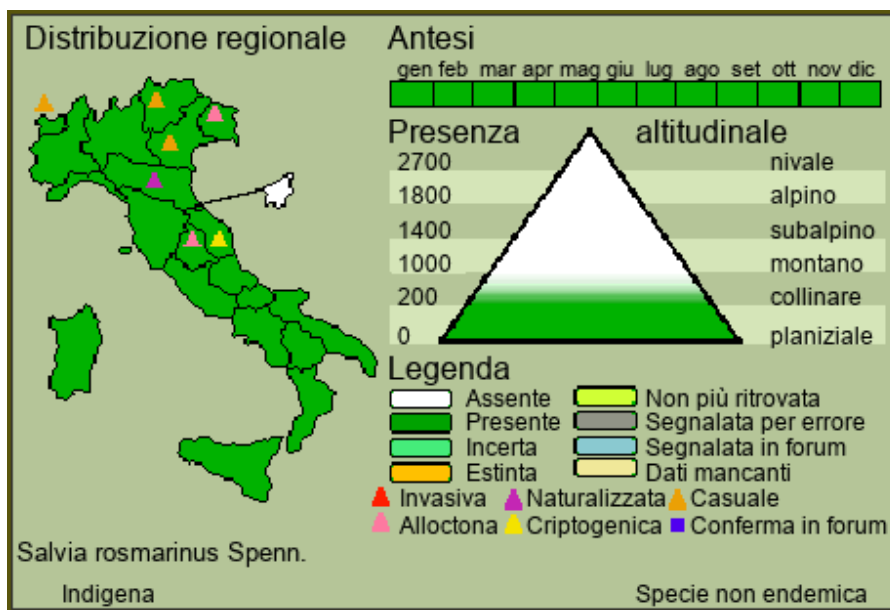 Distribuzione regionale
Antesi
gen feb mar apr mag giu lug ago set ott nov dic
Presenza altitudinale
2700 nivale
1800 alpino
1400 subalpino
1000 montano
200 collinare
0 planiziale
Legenda
Assente Non più ritrovata
Presente Segnalata per errore
Incerta Segnalata in forum
Estinta Dati mancanti
Invasiva Naturalizzata Casuale
Alloctona Criptogenica Conferma in forum
Salvia rosmarinus Spenn.
Indigena Specie non endemica